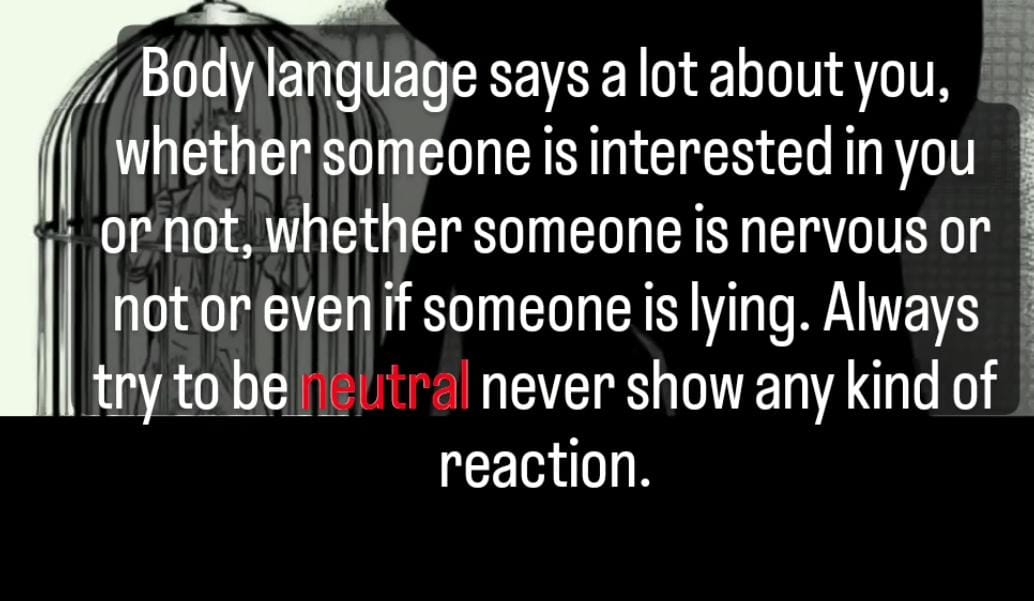 Body language says a lot about you,
whether someone is interested in you
or not, whether someone is nervous or
not or even if someone is lying. Always
try to be neutral never show any kind of
reaction.